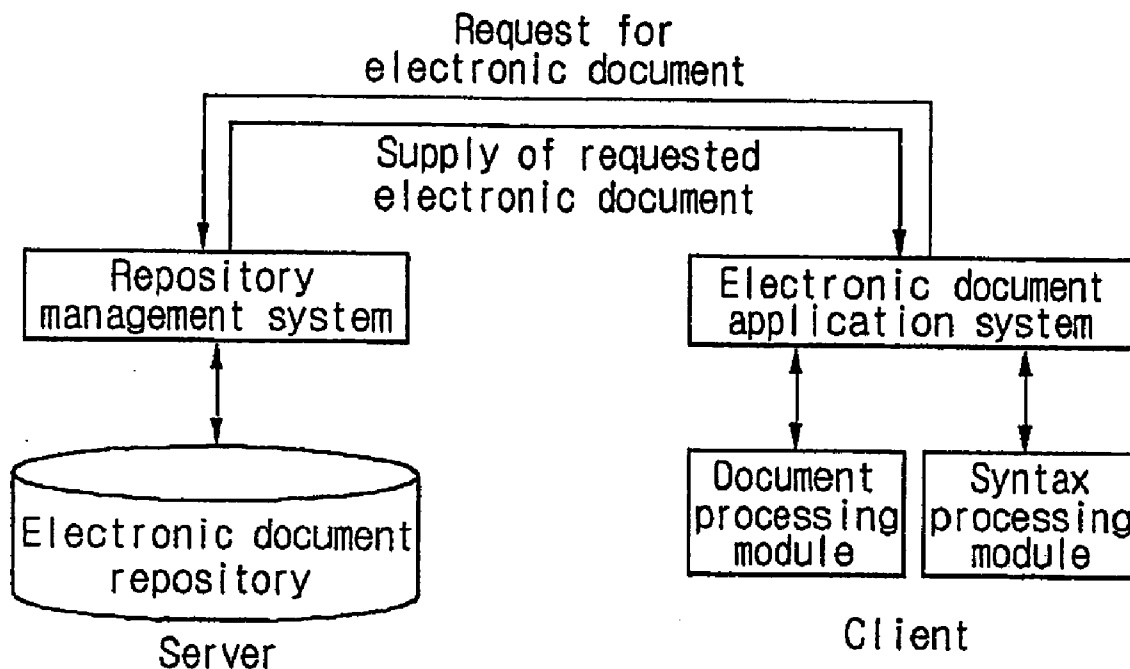 Request for
electronic document
Supply of requested
electronic document
Repository
management system
Electronic document
application system
Electronic document
repository
Document
processing
module
Syntax
processing
module
Server
Client